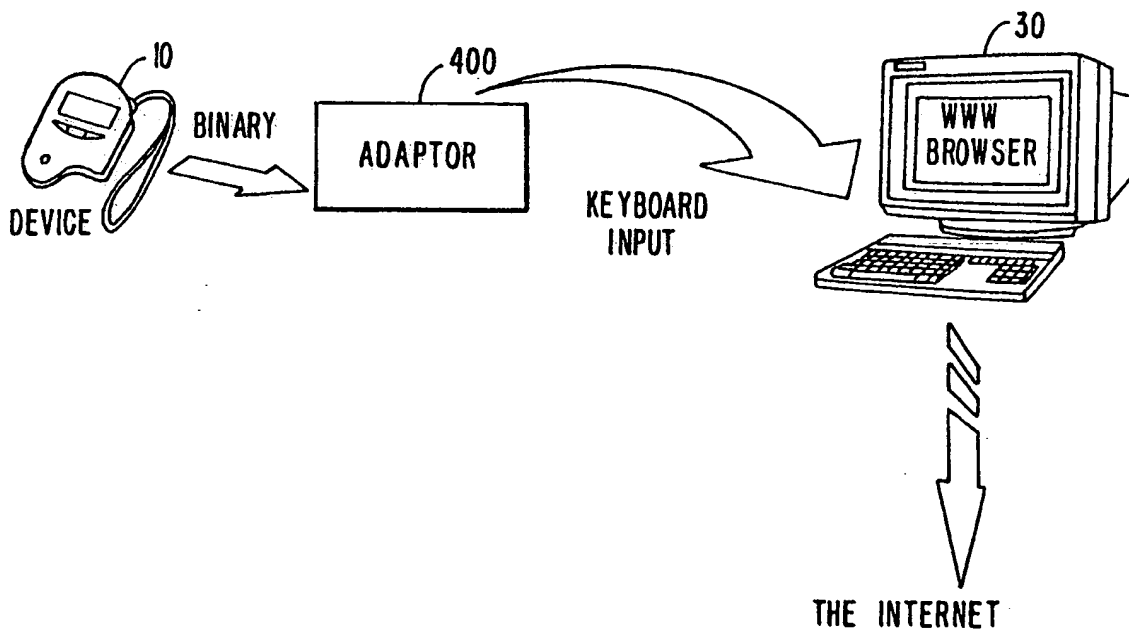 10
400
30
BINARY
ADAPTOR
WWW
BROWSER
DEVICE
KEYBOARD
INPUT
THE INTERNET